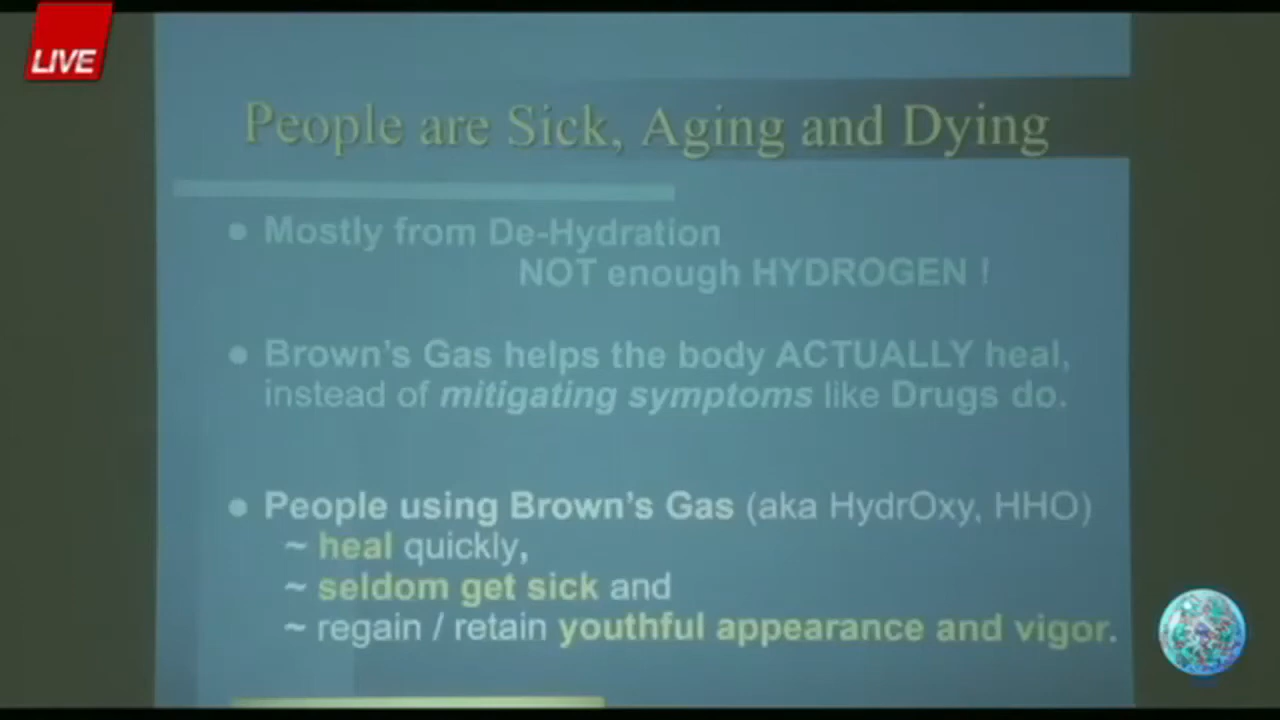 LIVE
People are Sick, Aging and Dying
● Mostly from De-Hydration
NOT enough HYDROGEN !
● Brown's Gas helps the body ACTUALLY heal,
instead of mitigating symptoms like Drugs do.
● People using Brown's Gas (aka HydrOxy, HHO)
~ heal quickly,
~ seldom get sick and
~ regain / retain youthful appearance and vigor.